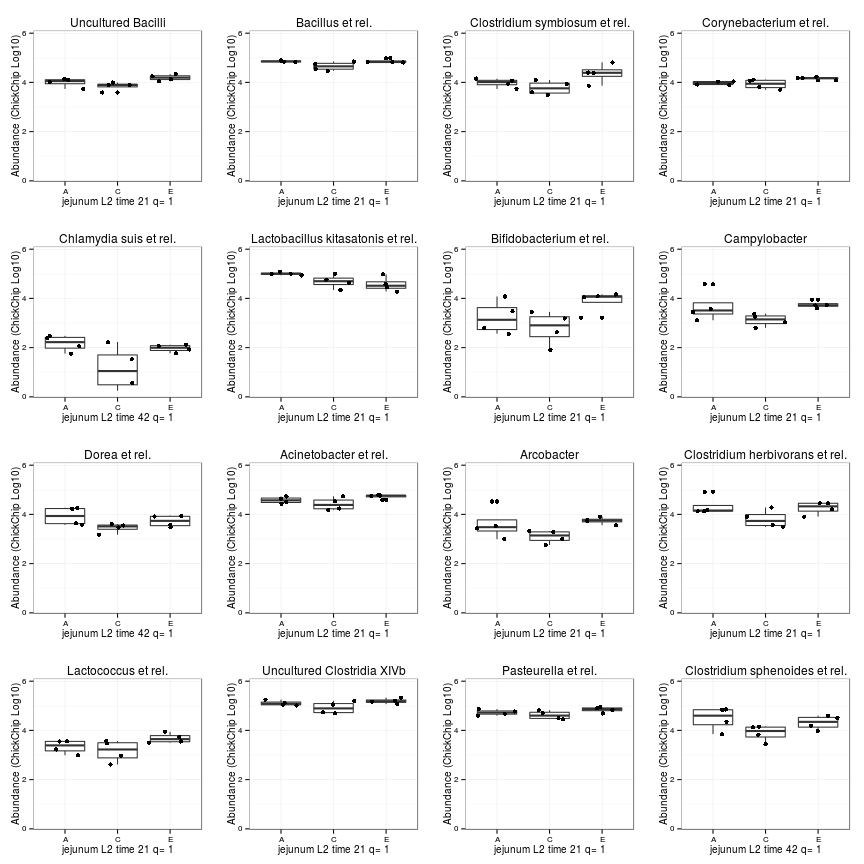 Uncultured Bacilli
Abundance (ChickChip Log10)
6
4
2
0
A C E
jejunum L2 time 21 q= 1
Bacillus et rel.
Abundance (ChickChip Log10)
6
4
2
0
A C E
jejunum L2 time 21 q= 1
Clostridium symbiosum et rel.
Abundance (ChickChip Log10)
6
4
2
0
A C E
jejunum L2 time 21 q= 1
Corynebacterium et rel.
Abundance (ChickChip Log10)
6
4
2
0
A C E
jejunum L2 time 21 q= 1
Chlamydia suis et rel.
Abundance (ChickChip Log10)
6
4
2
0
A C E
jejunum L2 time 42 q= 1
Lactobacillus kitasatonis et rel.
Abundance (ChickChip Log10)
6
4
2
0
A C E
jejunum L2 time 21 q= 1
Bifidobacterium et rel.
Abundance (ChickChip Log10)
6
4
2
0
A C E
jejunum L2 time 21 q= 1
Campylobacter
Abundance (ChickChip Log10)
6
4
2
0
A C E
jejunum L2 time 21 q= 1
Dorea et rel.
Abundance (ChickChip Log10)
6
4
2
0
A C E
jejunum L2 time 42 q= 1
Acinetobacter et rel.
Abundance (ChickChip Log10)
6
4
2
0
A C E
jejunum L2 time 21 q= 1
Arcobacter
Abundance (ChickChip Log10)
6
4
2
0
A C E
jejunum L2 time 21 q= 1
Clostridium herbivorans et rel.
Abundance (ChickChip Log10)
6
4
2
0
A C E
jejunum L2 time 21 q= 1
Lactococcus et rel.
Abundance (ChickChip Log10)
6
4
2
0
A C E
jejunum L2 time 21 q= 1
Uncultured Clostridia XIVb
Abundance (ChickChip Log10)
6
4
2
0
A C E
jejunum L2 time 21 q= 1
Pasteurella et rel.
Abundance (ChickChip Log10)
6
4
2
0
A C E
jejunum L2 time 21 q= 1
Clostridium sphenoides et rel.
Abundance (ChickChip Log10)
6
4
2
0
A C E
jejunum L2 time 42 q= 1